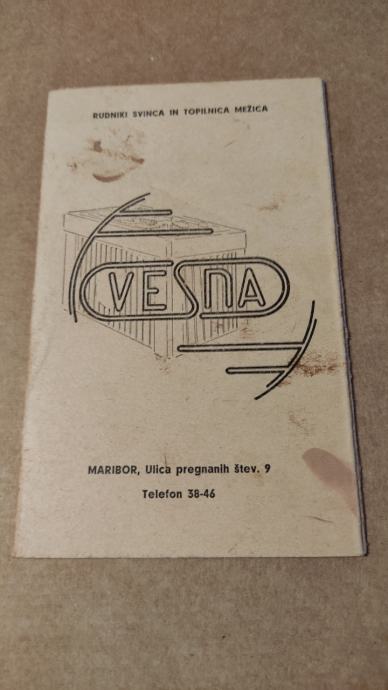 RUDNIKI SVINCA IN TOPILNICA MEŽICA
VESNA
MARIBOR, Ulica pregnanih štev. 9
Telefon 38-46